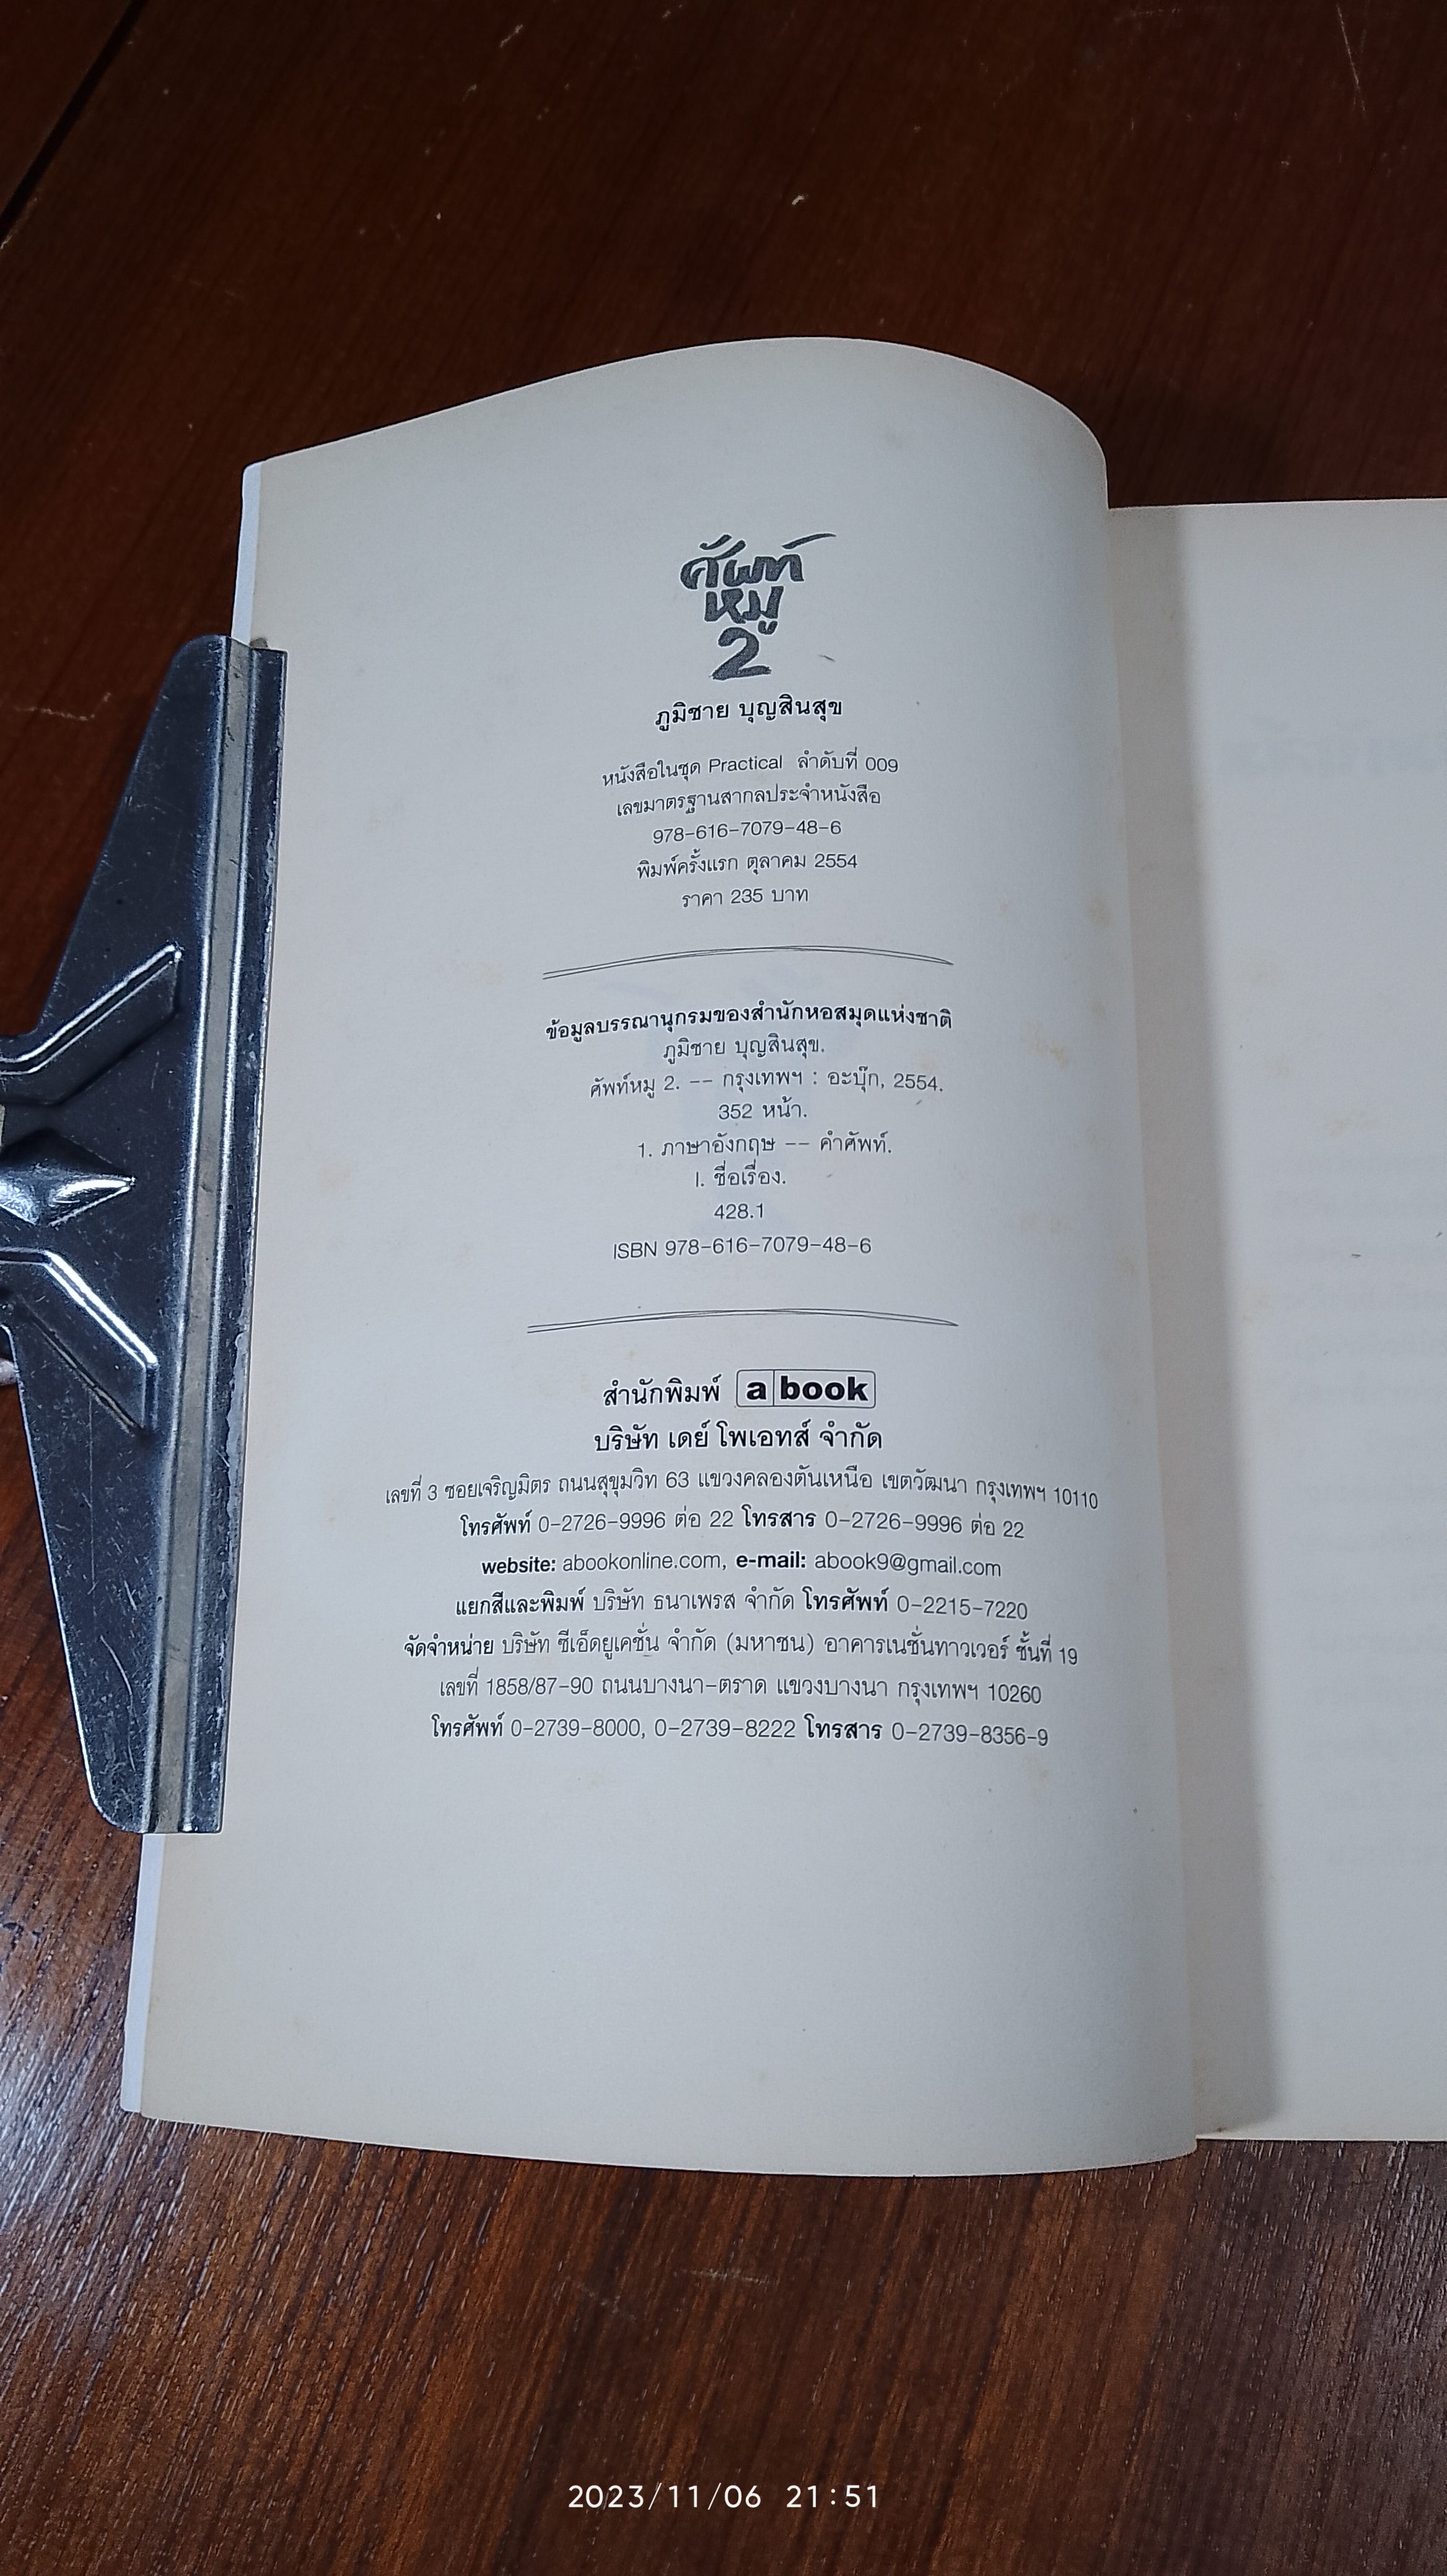 ศัพท์
หมู
2
ภูมิชาย บุญสินสุข
หนังสือในชุด Practical ลำดับที่ 009
เลขมาตรฐานสากลประจำหนังสือ
978-616-7079-48-6
พิมพ์ครั้งแรก ตุลาคม 2554
ราคา 235 บาท
ข้อมูลบรรณานุกรมของสำนักหอสมุดแห่งชาติ
ภูมิชาย บุญสินสุข.
ศัพท์หมู 2. -- กรุงเทพฯ : อะบุ๊ก, 2554.
352 หน้า.
1. ภาษาอังกฤษ -- คำศัพท์.
I. ชื่อเรื่อง.
428.1
ISBN 978-616-7079-48-6
สำนักพิมพ์ a book
บริษัท เดย์ โพเอทส์ จำกัด
เลขที่ 3 ซอยเจริญมิตร ถนนสุขุมวิท 63 แขวงคลองตันเหนือ เขตวัฒนา กรุงเทพฯ 10110
โทรศัพท์ 0-2726-9996 ต่อ 22 โทรสาร 0-2726-9996 ต่อ 22
website: abookonline.com, e-mail: abook9@gmail.com
แยกสีและพิมพ์ บริษัท ธนาเพรส จำกัด โทรศัพท์ 0-2215-7220
จัดจำหน่าย บริษัท ซีเอ็ดยูเคชั่น จำกัด (มหาชน) อาคารเนชั่นทาวเวอร์ ชั้นที่ 19
เลขที่ 1858/87-90 ถนนบางนา-ตราด แขวงบางนา กรุงเทพฯ 10260
โทรศัพท์ 0-2739-8000, 0-2739-8222 โทรสาร 0-2739-8356-9
2023/11/06 21:51